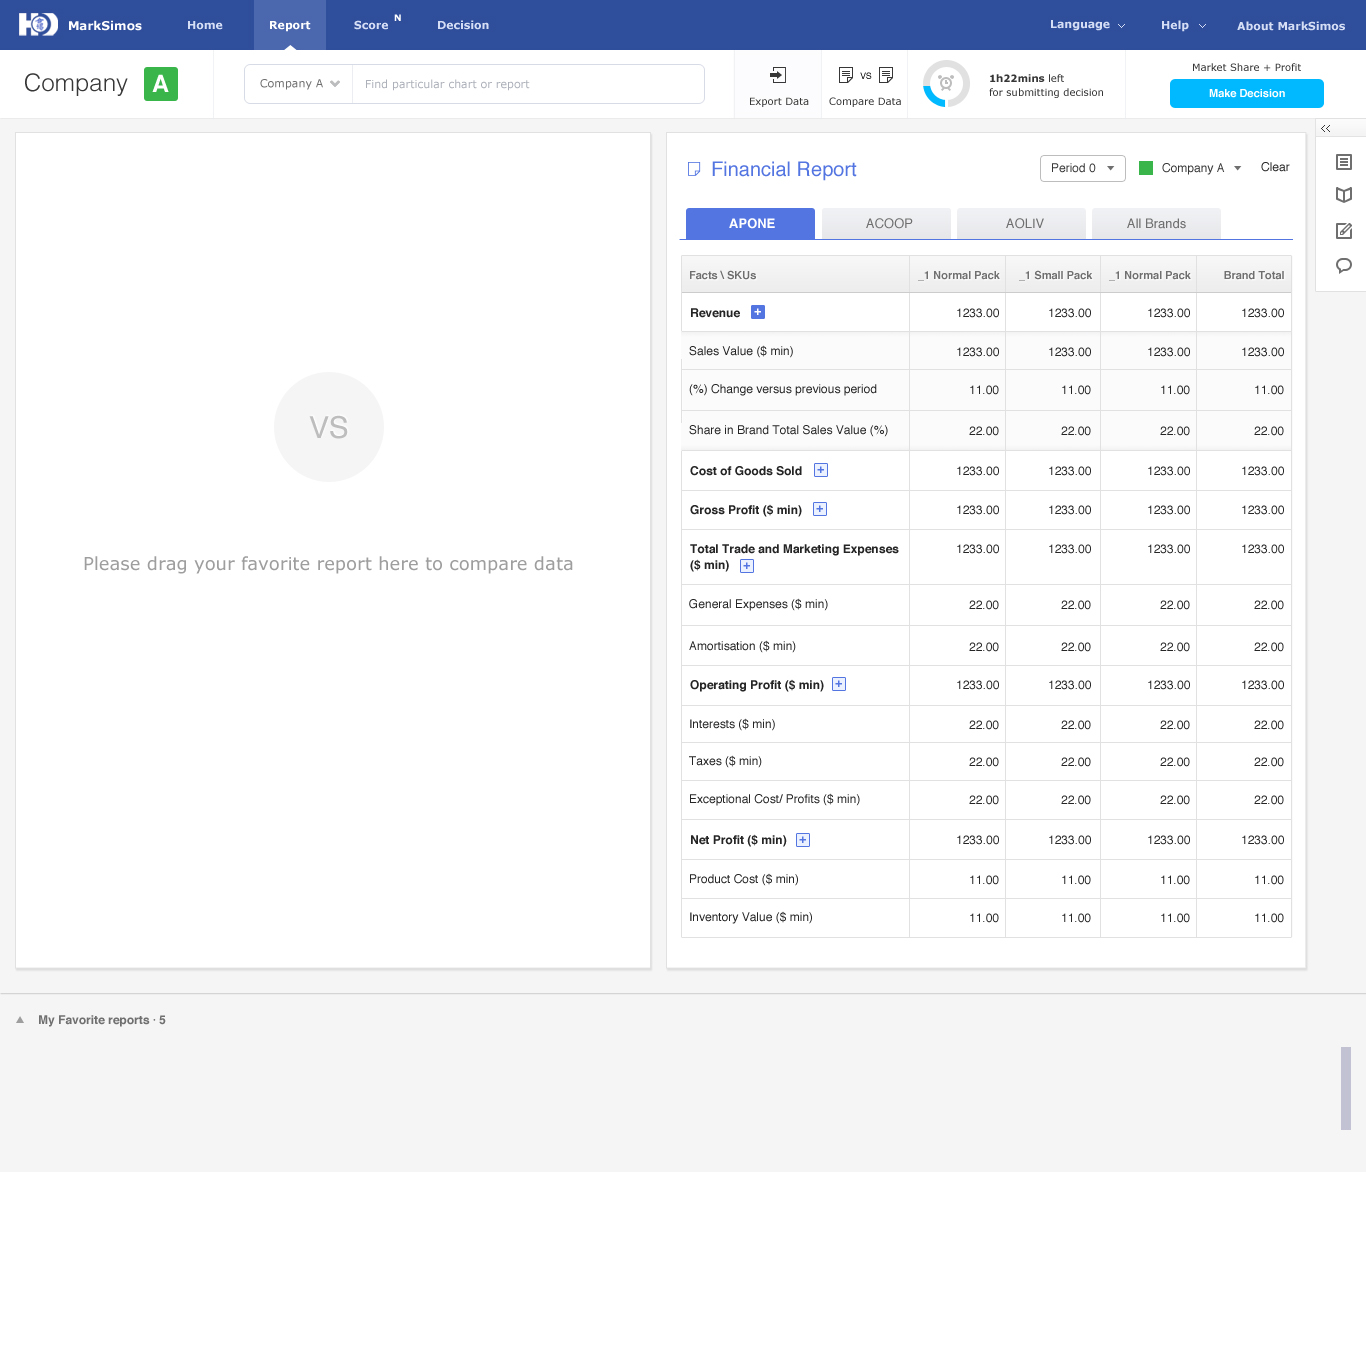 MarkSimos Home Report Score N Decision Language Help About MarkSimos
Company A Company A Find particular chart or report Export Data vs Compare Data 1h22mins left
for submitting decision
Market Share + Profit
Make Decision
VS
Please drag your favorite report here to compare data
Financial Report Period 0 Company A Clear
APONE ACOOP AOLIV All Brands
Facts \ SKUs _1 Normal Pack _1 Small Pack _1 Normal Pack Brand Total
Revenue + 1233.00 1233.00 1233.00 1233.00
Sales Value ($ min) 1233.00 1233.00 1233.00 1233.00
(%) Change versus previous period 11.00 11.00 11.00 11.00
Share in Brand Total Sales Value (%) 22.00 22.00 22.00 22.00
Cost of Goods Sold + 1233.00 1233.00 1233.00 1233.00
Gross Profit ($ min) + 1233.00 1233.00 1233.00 1233.00
Total Trade and Marketing Expenses 1233.00 1233.00 1233.00 1233.00
($ min) +
General Expenses ($ min) 22.00 22.00 22.00 22.00
Amortisation ($ min) 22.00 22.00 22.00 22.00
Operating Profit ($ min) + 1233.00 1233.00 1233.00 1233.00
Interests ($ min) 22.00 22.00 22.00 22.00
Taxes ($ min) 22.00 22.00 22.00 22.00
Exceptional Cost/ Profits ($ min) 22.00 22.00 22.00 22.00
Net Profit ($ min) + 1233.00 1233.00 1233.00 1233.00
Product Cost ($ min) 11.00 11.00 11.00 11.00
Inventory Value ($ min) 11.00 11.00 11.00 11.00
My Favorite reports · 5